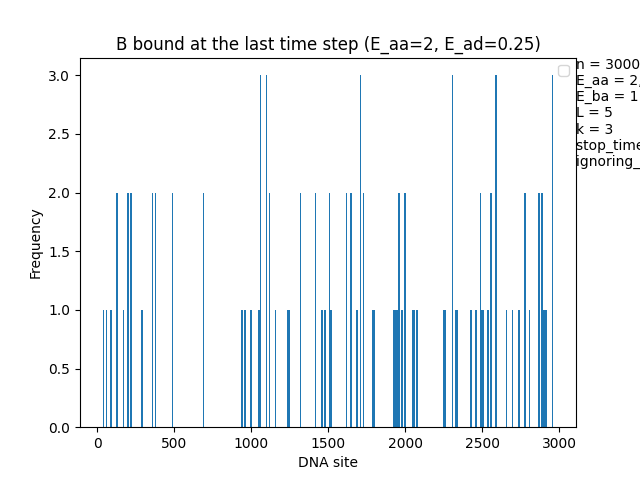 B bound at the last time step (E_aa=2, E_ad=0.25)
n = 3000
E_aa = 2,
E_ba = 1
L = 5
k = 3
stop_time
ignoring_
Frequency
3.0
2.5
2.0
1.5
1.0
0.5
0.0
0 500 1000 1500 2000 2500 3000
DNA site